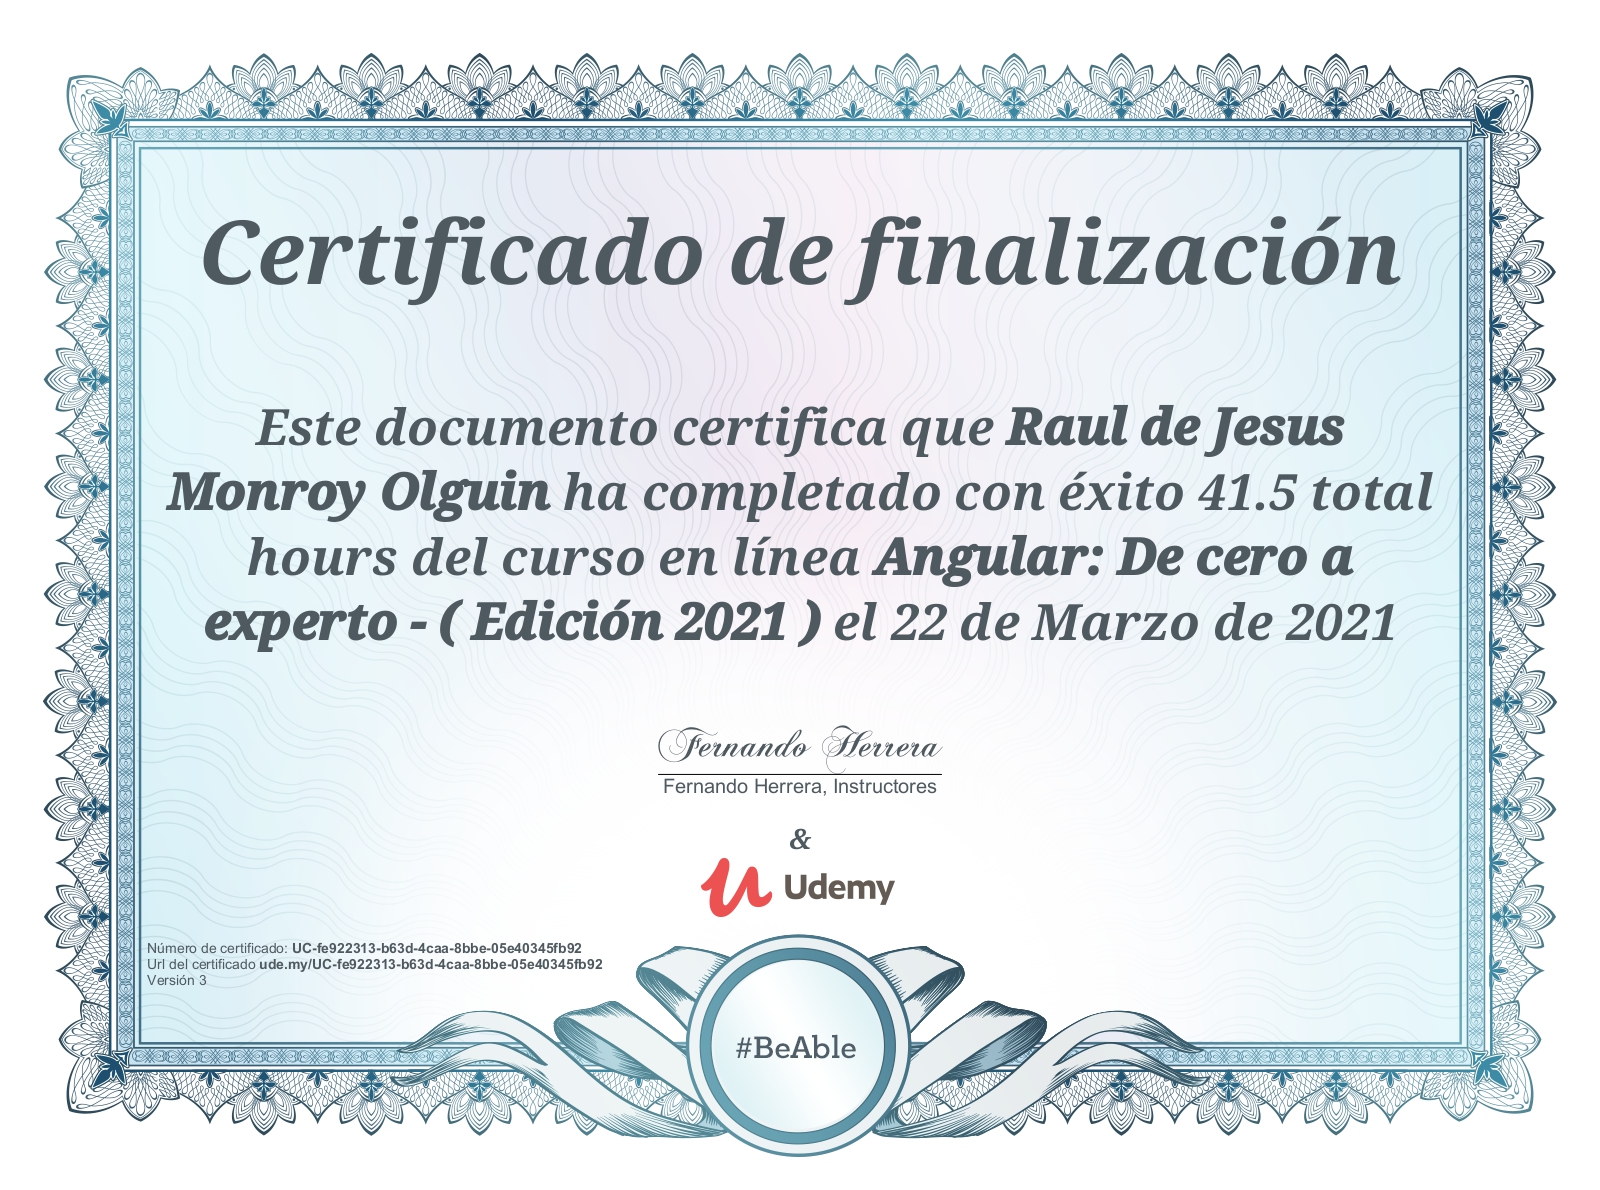 Certificado de finalización
Este documento certifica que Raul de Jesus
Monroy Olguin ha completado con éxito 41.5 total
hours del curso en línea Angular: De cero a
experto - ( Edición 2021 ) el 22 de Marzo de 2021
Fernando Herrera
Fernando Herrera, Instructores
&
Udemy
Número de certificado: UC-fe922313-b63d-4caa-8bbe-05e40345fb92
Url del certificado ude.my/UC-fe922313-b63d-4caa-8bbe-05e40345fb92
Versión 3
#BeAble